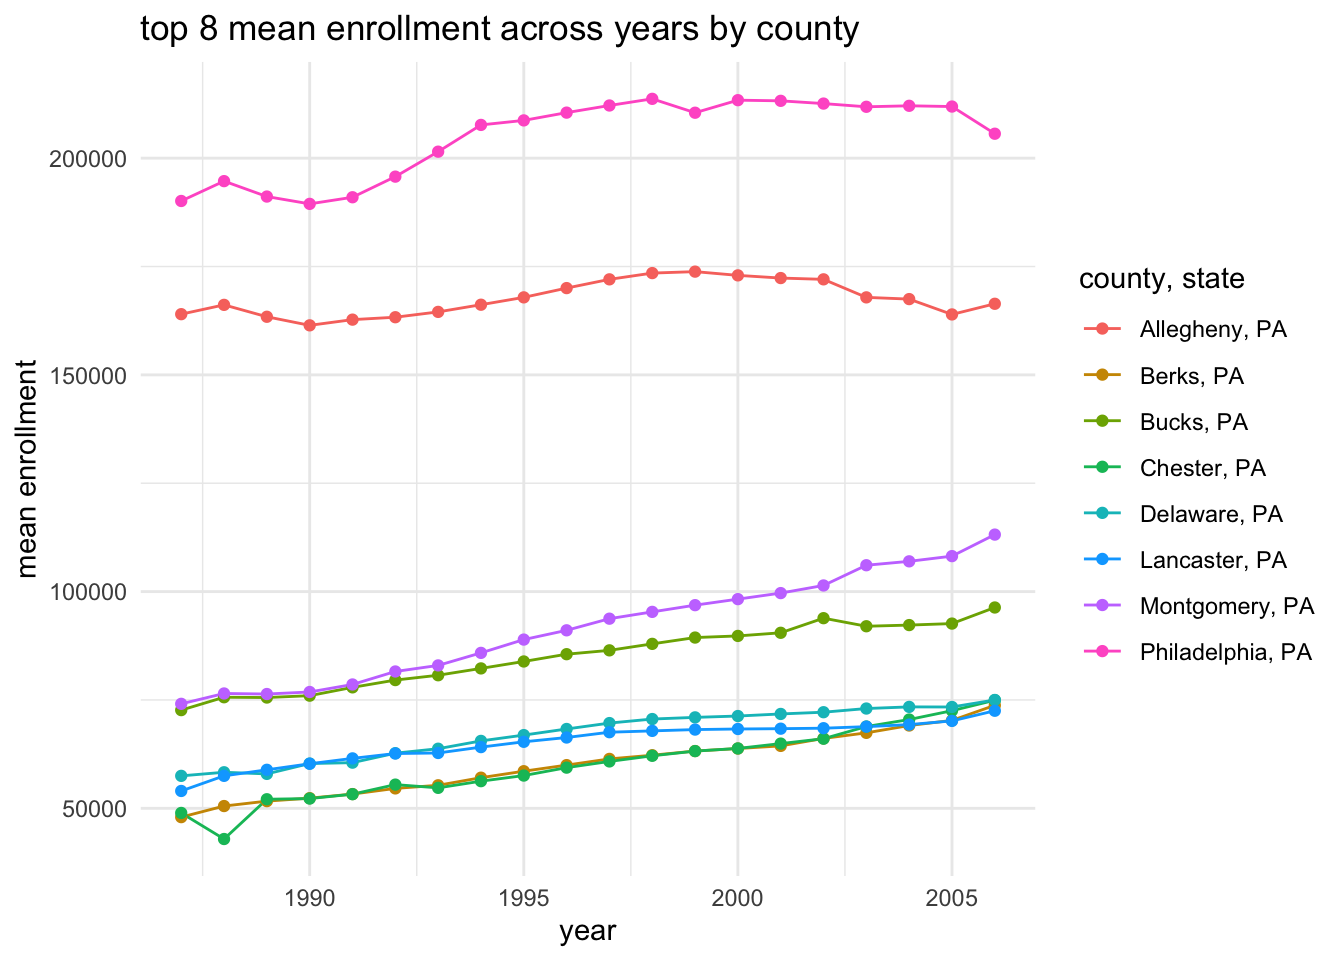 top 8 mean enrollment across years by county
200000
150000
100000
50000
mean enrollment
1990 1995 2000 2005
year
county, state
Allegheny, PA
Berks, PA
Bucks, PA
Chester, PA
Delaware, PA
Lancaster, PA
Montgomery, PA
Philadelphia, PA